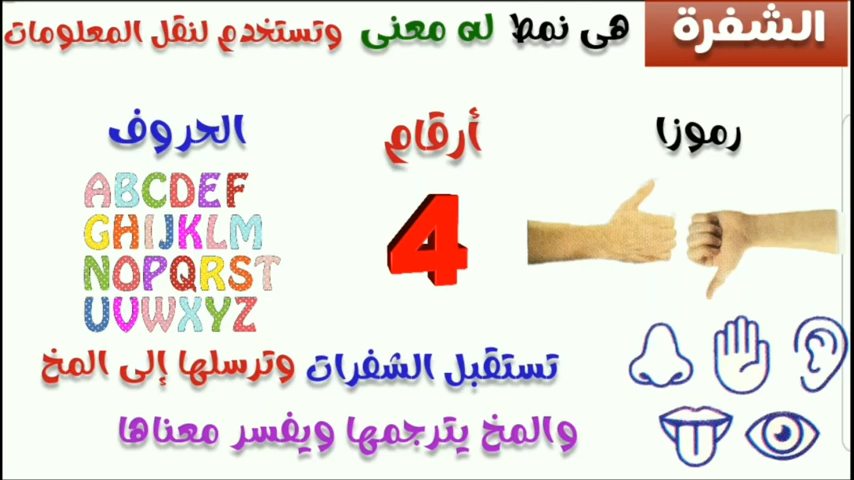 الشفرة
هى نمط له معنى وتستخدم لنقل المعلومات
رموزا
أرقام
الحروف
4
ABCDEF
GHIJKLM
NOPQRST
UVWXYZ
تستقبل الشفرات وترسلها إلى المخ
والمخ يترجمها ويفسر معناها